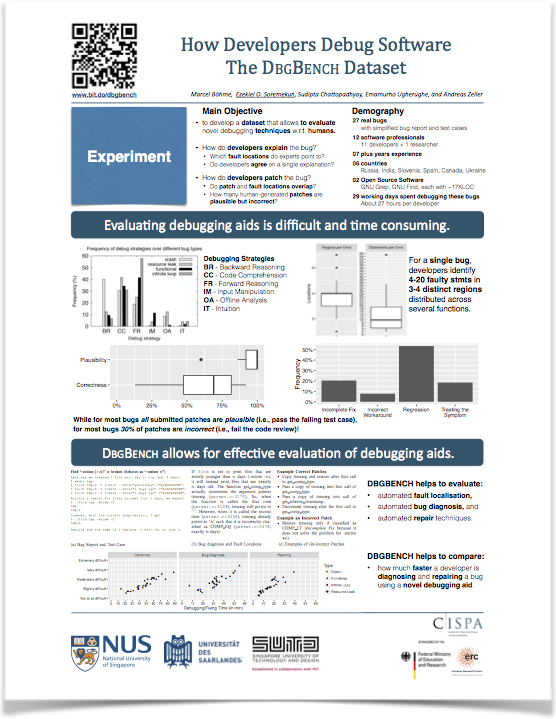 How Developers Debug Software
The DBGBENCH Dataset
www.bit.do/dbgbench
Marcel Böhme, Ezekiel O. Soremekun, Sudipta Chattopadhyay, Emamurho Ugherughe, and Andreas Zeller
Experiment
Main Objective
• to develop a dataset that allows to evaluate
novel debugging techniques w.r.t. humans.
• How do developers explain the bug?
• Which fault locations do experts point to?
• Do developers agree on a single explanation?
• How do developers patch the bug?
• Do patch and fault locations overlap?
• How many human-generated patches are
plausible but incorrect?
Demography
27 real bugs
with simplified bug report and test cases
12 software professionals
11 developers + 1 researcher
07 plus years experience
06 countries
Russia, India, Slovenia, Spain, Canada, Ukraine
02 Open Source Software
GNU Grep, GNU Find, each with ~17KLOC
29 working days spent debugging these bugs
About 27 hours per developer
Evaluating debugging aids is difficult and time consuming.
Frequency of debug strategies over different bug types
Frequency (%)
60
50
40
30
20
10
0
crash
resource leak
functional
infinite loop
BR CC FR IM OA IT
Debug strategy
Debugging Strategies
BR - Backward Reasoning
CC - Code Comprehension
FR - Forward Reasoning
IM - Input Manipulation
OA - Offline Analysis
IT - Intuition
Regions per Error
Statements per Error
Locations
For a single bug,
developers identify
4-20 faulty stmts in
3-4 distinct regions
distributed across
several functions.
Plausibility
Correctness
0% 25% 50% 75% 100%
Frequency
50%
40%
30%
20%
10%
0%
Incomplete Fix
Incorrect Workaround
Regression
Treating the Symptom
While for most bugs all submitted patches are plausible (i.e., pass the failing test case),
for most bugs 30% of patches are incorrect (i.e., fail the code review)!
DBGBENCH allows for effective evaluation of debugging aids.
(a) Bug Report and Test Case
(b) Bug Diagnosis and Fault Locations
(c) Examples of (in-)correct Patches
Example Correct Patches
Example an Incorrect Patch
DBGBENCH helps to evaluate:
• automated fault localisation,
• automated bug diagnosis, and
• automated repair techniques.
Combined
Bug Diagnosis
Patching
Extremely difficult
Very difficult
Moderately difficult
Slightly difficult
Not at all difficult
Debugging/Fixing Time (in min)
Type
Crash
Functional
Infinite Loop
Resource Leak
DBGBENCH helps to compare:
• how much faster a developer is
diagnosing and repairing a bug
using a novel debugging aid.
CISPA
NUS
National University
of Singapore
UNIVERSITÄT
DES
SAARLANDES
SUTD
SINGAPORE UNIVERSITY OF
TECHNOLOGY AND DESIGN
Established in collaboration with MIT
SPONSORED BY THE
Federal Ministry
of Education
and Research
erc